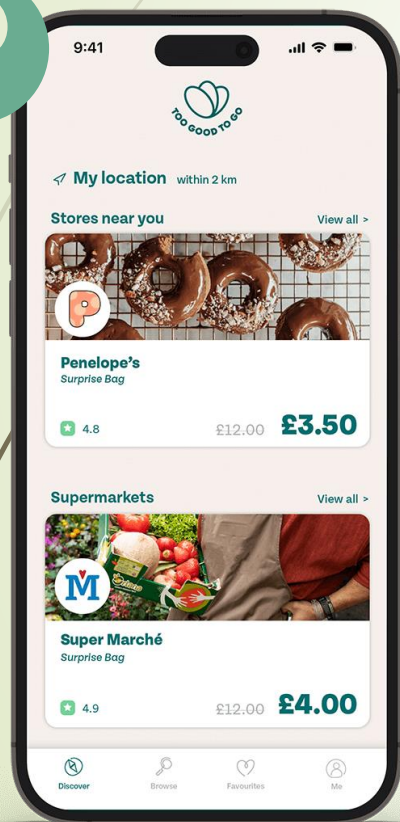 9:41
TOO GOOD TO GO
My location within 2 km
Stores near you View all >
P
Penelope's
Surprise Bag
4.8 £12.00 £3.50
Supermarkets View all >
M
Super Marché
Surprise Bag
4.9 £12.00 £4.00
Discover Browse Favourites Me